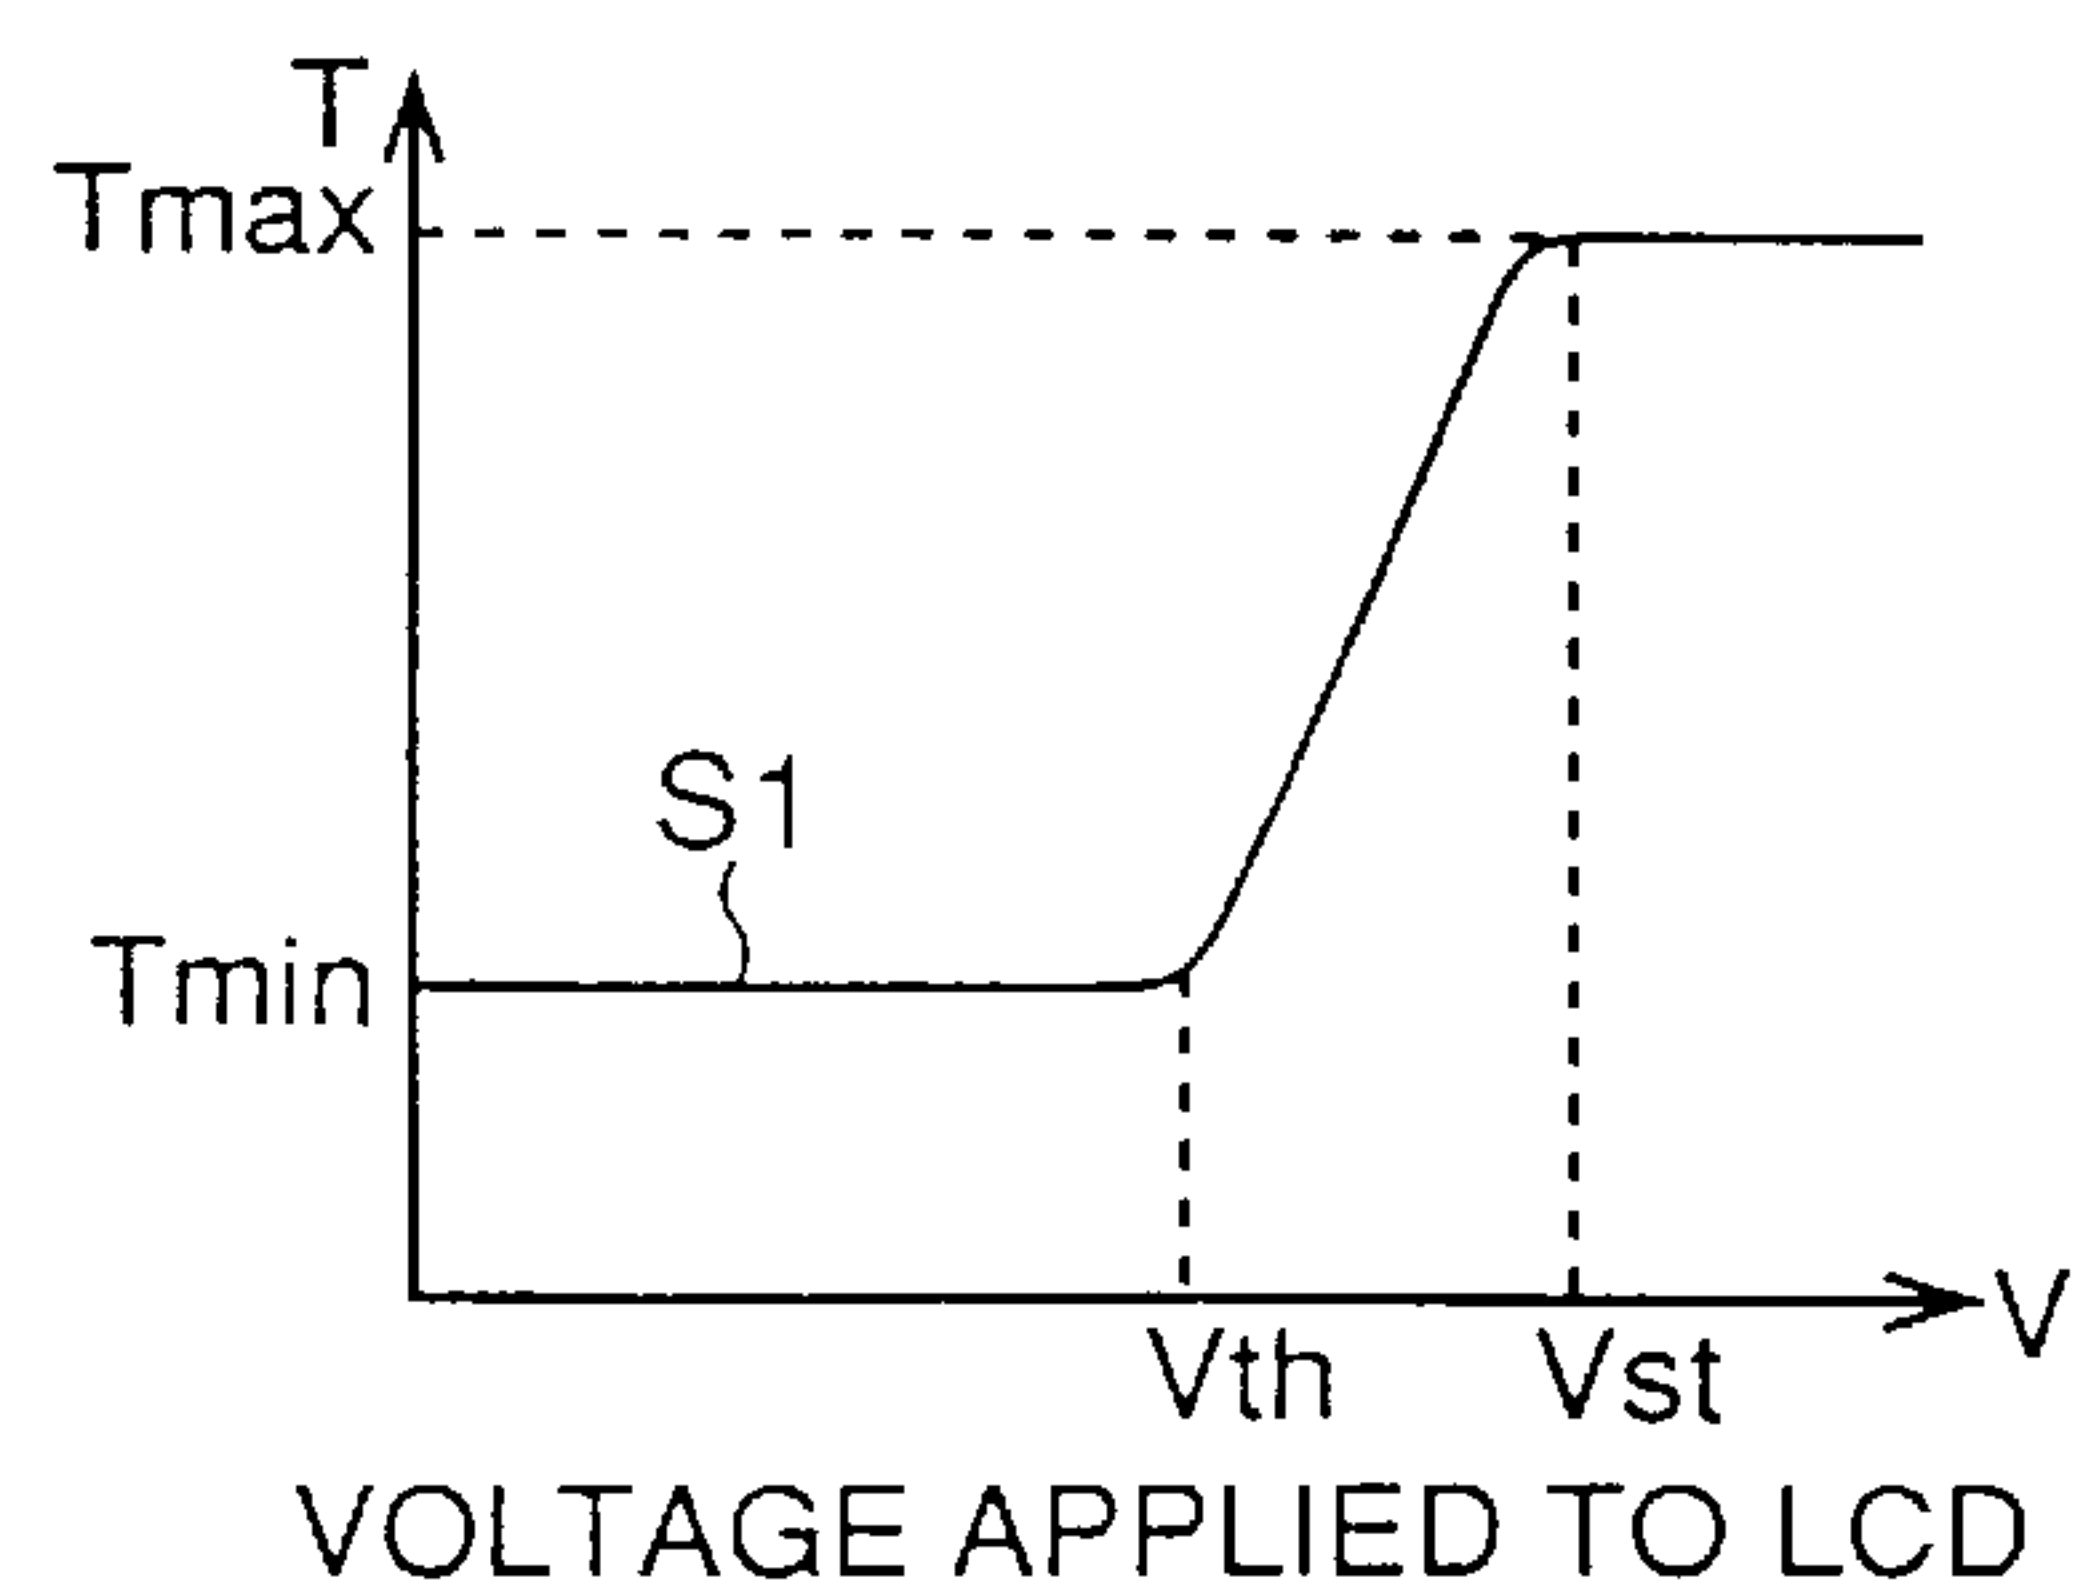 T
Tmax
S1
Tmin
V
Vth
Vst
VOLTAGE APPLIED TO LCD